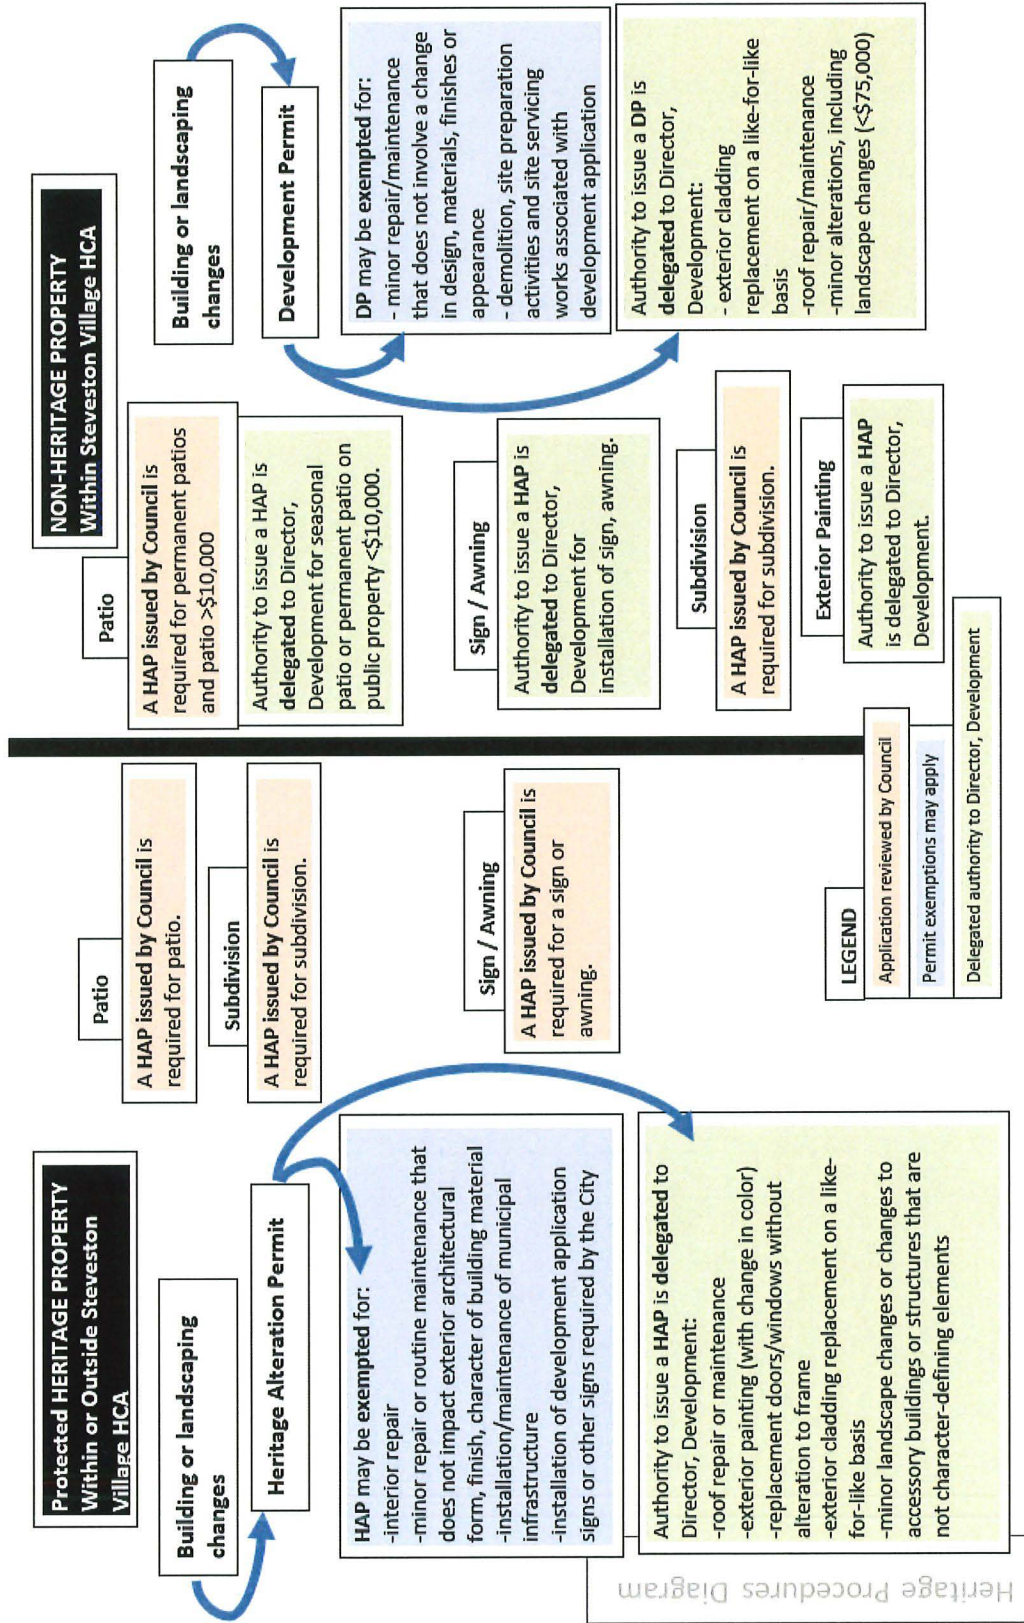 Heritage Procedures Diagram
Protected HERITAGE PROPERTY
Within or Outside Steveston
Village HCA
Building or landscaping
changes
Heritage Alteration Permit
HAP may be exempted for:
-interior repair
-minor repair or routine maintenance that
does not impact exterior architectural
form, finish, character of building material
-installation/maintenance of municipal
infrastructure
-installation of development application
signs or other signs required by the City
Authority to issue a HAP is delegated to
Director, Development:
-roof repair or maintenance
-exterior painting (with change in color)
-replacement doors/windows without
alteration to frame
-exterior cladding replacement on a like-
for-like basis
-minor landscape changes or changes to
accessory buildings or structures that are
not character-defining elements
Patio
A HAP issued by Council is
required for patio.
Subdivision
A HAP issued by Council is
required for subdivision.
Sign / Awning
A HAP issued by Council is
required for a sign or
awning.
NON-HERITAGE PROPERTY
Within Steveston Village HCA
Patio
A HAP issued by Council is
required for permanent patios
and patio >$10,000
Authority to issue a HAP is
delegated to Director,
Development for seasonal
patio or permanent patio on
public property <$10,000.
Sign / Awning
Authority to issue a HAP is
delegated to Director,
Development for
installation of sign, awning.
Subdivision
A HAP issued by Council is
required for subdivision.
Exterior Painting
Authority to issue a HAP
is delegated to Director,
Development.
Building or landscaping
changes
Development Permit
DP may be exempted for:
- minor repair/maintenance
that does not involve a change
in design, materials, finishes or
appearance
- demolition, site preparation
activities and site servicing
works associated with
development application
Authority to issue a DP is
delegated to Director,
Development:
- exterior cladding
replacement on a like-for-like
basis
-roof repair/maintenance
-minor alterations, including
landscape changes (<$75,000)
LEGEND
Application reviewed by Council
Permit exemptions may apply
Delegated authority to Director, Development